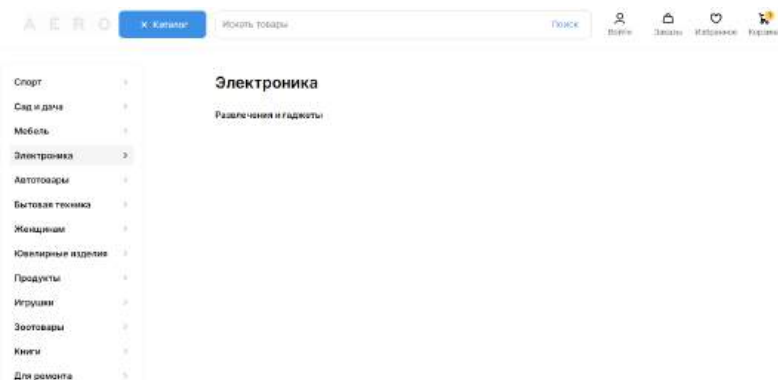 AERO
× Каталог
Искать товары
Поиск
Войти
Заказы
Избранное
Корзина
Спорт
Сад и дача
Мебель
Электроника
Автотовары
Бытовая техника
Женщинам
Ювелирные изделия
Продукты
Игрушки
Зоотовары
Книги
Для ремонта
Электроника
Развлечения и гаджеты